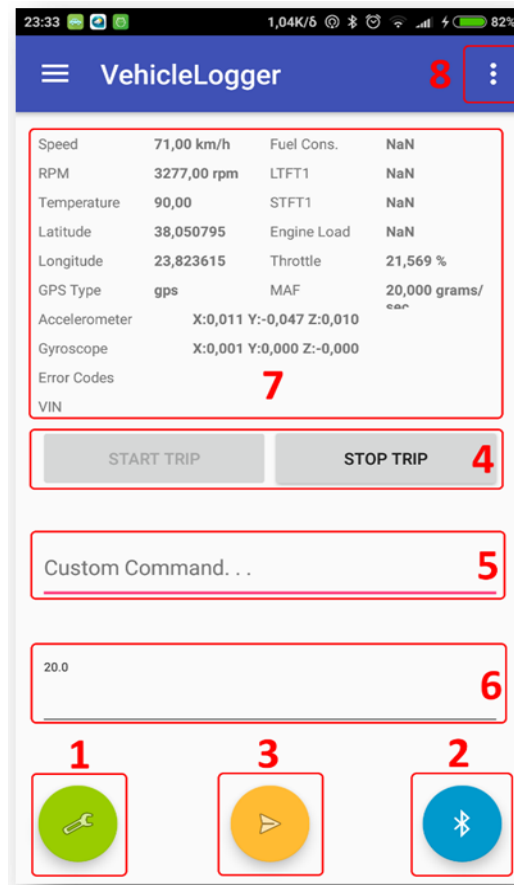 23:33 1,04K/δ 82%
VehicleLogger 8
Speed 71,00 km/h Fuel Cons. NaN
RPM 3277,00 rpm LTFT1 NaN
Temperature 90,00 STFT1 NaN
Latitude 38,050795 Engine Load NaN
Longitude 23,823615 Throttle 21,569 %
GPS Type gps MAF 20,000 grams/
sec
Accelerometer X:0,011 Y:-0,047 Z:0,010
Gyroscope X:0,001 Y:0,000 Z:-0,000
Error Codes
7
VIN
START TRIP STOP TRIP 4
Custom Command. . . 5
20.0
6
1 3 2